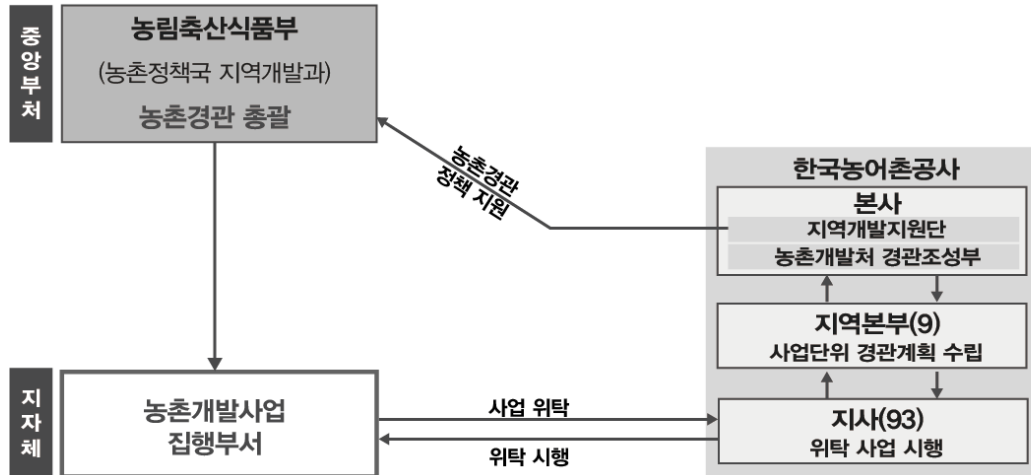 중앙부처
농림축산식품부
(농촌정책국 지역개발과)
농촌경관 총괄
농촌경관
정책 지원
한국농어촌공사
본사
지역개발지원단
농촌개발처 경관조성부
지역본부(9)
사업단위 경관계획 수립
지자체
농촌개발사업
집행부서
사업 위탁
위탁 시행
지사(93)
위탁 사업 시행